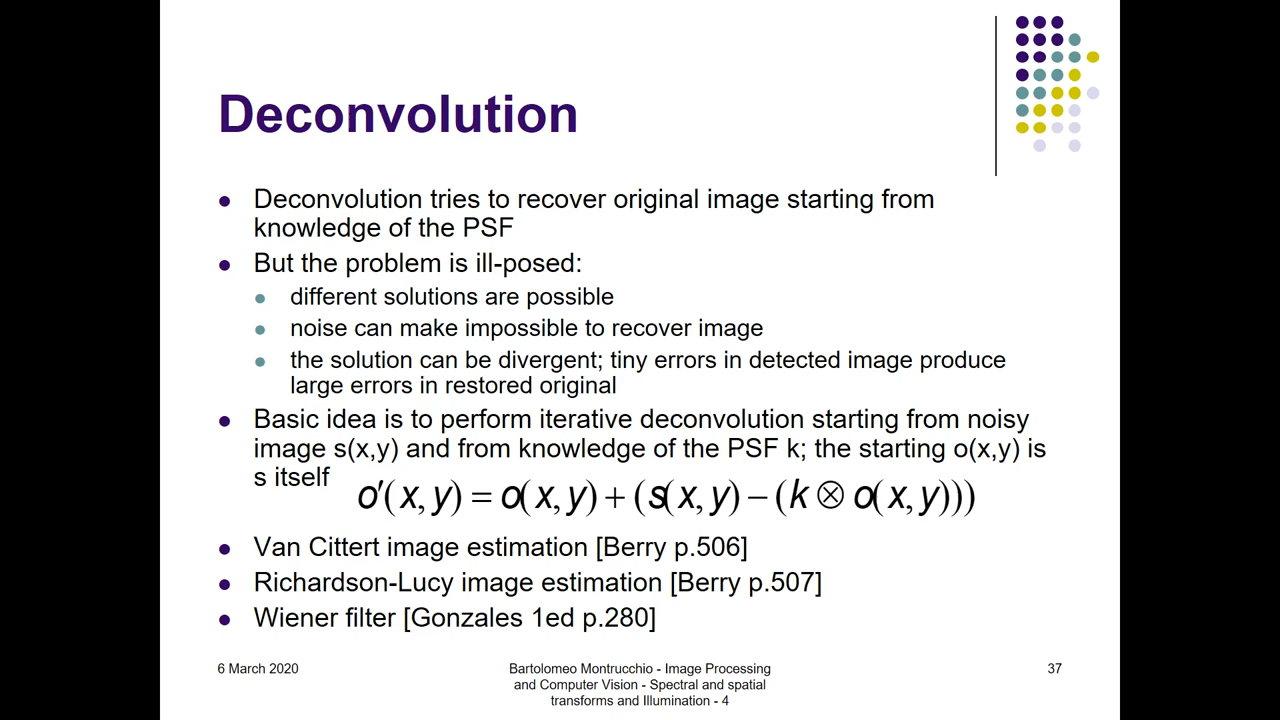 Deconvolution
Deconvolution tries to recover original image starting from
knowledge of the PSF
But the problem is ill-posed:
different solutions are possible
noise can make impossible to recover image
the solution can be divergent; tiny errors in detected image produce
large errors in restored original
Basic idea is to perform iterative deconvolution starting from noisy
image s(x,y) and from knowledge of the PSF k; the starting o(x,y) is
s itself
o′(x, y) = o(x, y) + (s(x, y) − (k ⊗ o(x, y)))
Van Cittert image estimation [Berry p.506]
Richardson-Lucy image estimation [Berry p.507]
Wiener filter [Gonzales 1ed p.280]
6 March 2020
Bartolomeo Montrucchio - Image Processing
and Computer Vision - Spectral and spatial
transforms and Illumination - 4
37